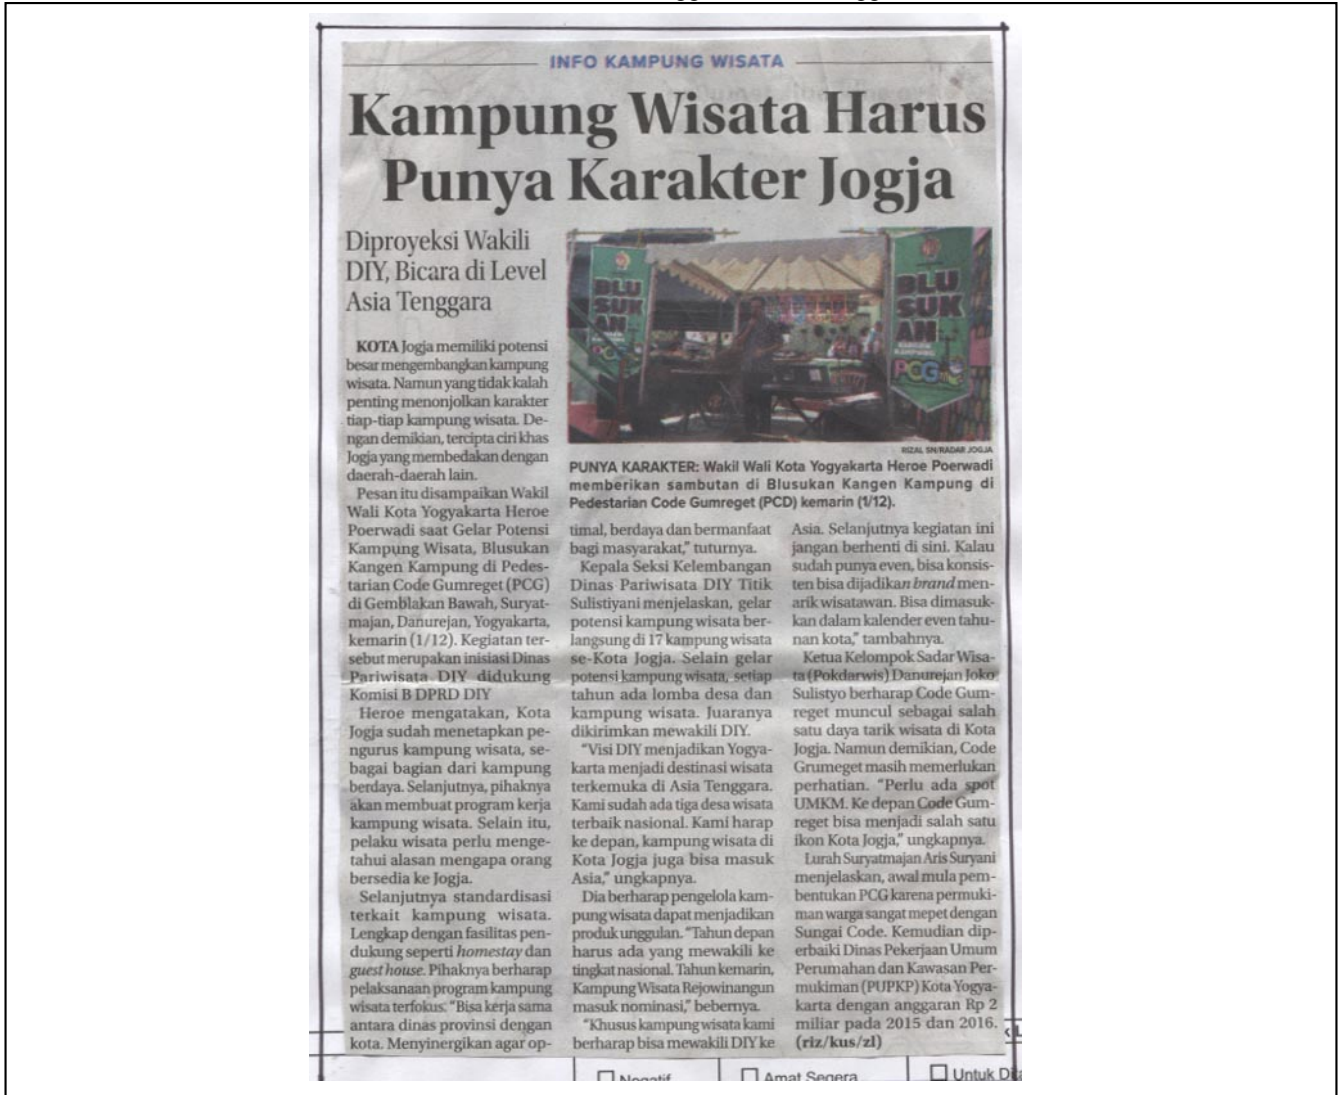 INFO KAMPUNG WISATA
Kampung Wisata Harus
Punya Karakter Jogja
Diproyeksi Wakili
DIY, Bicara di Level
Asia Tenggara
BLU
SUK
AN
PCG
BLU
SUK
AN
KANGEN
KAMPUNG
PCG
RIZAL SN/RADAR JOGJA
PUNYA KARAKTER: Wakil Wali Kota Yogyakarta Heroe Poerwadi
memberikan sambutan di Blusukan Kangen Kampung di
Pedestarian Code Gumreget (PCD) kemarin (1/12).
KOTA Jogja memiliki potensi
besar mengembangkan kampung
wisata. Namun yang tidak kalah
penting menonjolkan karakter
tiap-tiap kampung wisata. De-
ngan demikian, tercipta ciri khas
Jogja yang membedakan dengan
daerah-daerah lain.
Pesan itu disampaikan Wakil
Wali Kota Yogyakarta Heroe
Poerwadi saat Gelar Potensi
Kampung Wisata, Blusukan
Kangen Kampung di Pedes-
tarian Code Gumreget (PCG)
di Gemblakan Bawah, Suryat-
majan, Danurejan, Yogyakarta,
kemarin (1/12). Kegiatan ter-
sebut merupakan inisiasi Dinas
Pariwisata DIY didukung
Komisi B DPRD DIY
Heroe mengatakan, Kota
Jogja sudah menetapkan pe-
ngurus kampung wisata, se-
bagai bagian dari kampung
berdaya. Selanjutnya, pihaknya
akan membuat program kerja
kampung wisata. Selain itu,
pelaku wisata perlu menge-
tahui alasan mengapa orang
bersedia ke Jogja.
Selanjutnya standardisasi
terkait kampung wisata.
Lengkap dengan fasilitas pen-
dukung seperti homestay dan
guest house. Pihaknya berharap
pelaksanaan program kampung
wisata terfokus. "Bisa kerja sama
antara dinas provinsi dengan
kota. Menyinergikan agar op-
timal, berdaya dan bermanfaat
bagi masyarakat," tuturnya.
Kepala Seksi Kelembangan
Dinas Pariwisata DIY Titik
Sulistiyani menjelaskan, gelar
potensi kampung wisata ber-
langsung di 17 kampung wisata
se-Kota Jogja. Selain gelar
potensi kampung wisata, setiap
tahun ada lomba desa dan
kampung wisata. Juaranya
dikirimkan mewakili DIY.
"Visi DIY menjadikan Yogya-
karta menjadi destinasi wisata
terkemuka di Asia Tenggara.
Kami sudah ada tiga desa wisata
terbaik nasional. Kami harap
ke depan, kampung wisata di
Kota Jogja juga bisa masuk
Asia," ungkapnya.
Dia berharap pengelola kam-
pung wisata dapat menjadikan
produk unggulan. "Tahun depan
harus ada yang mewakili ke
tingkat nasional. Tahun kemarin,
Kampung Wisata Rejowinangun
masuk nominasi," bebernya.
"Khusus kampung wisata kami
berharap bisa mewakili DIY ke
Asia. Selanjutnya kegiatan ini
jangan berhenti di sini. Kalau
sudah punya even, bisa konsis-
ten bisa dijadikan brand men-
arik wisatawan. Bisa dimasuk-
kan dalam kalender even tahu-
nan kota," tambahnya.
Ketua Kelompok Sadar Wisa-
ta (Pokdarwis) Danurejan Joko
Sulistyo berharap Code Gum-
reget muncul sebagai salah
satu daya tarik wisata di Kota
Jogja. Namun demikian, Code
Grumeget masih memerlukan
perhatian. "Perlu ada spot
UMKM. Ke depan Code Gum-
reget bisa menjadi salah satu
ikon Kota Jogja," ungkapnya.
Lurah Suryatmajan Aris Suryani
menjelaskan, awal mula pem-
bentukan PCG karena permuki-
man warga sangat mepet dengan
Sungai Code. Kemudian dip-
erbaiki Dinas Pekerjaan Umum
Perumahan dan Kawasan Per-
mukiman (PUPKP) Kota Yogya-
karta dengan anggaran Rp 2
miliar pada 2015 dan 2016.
(riz/kus/zl)
Negatif
Amat Segera
Untuk